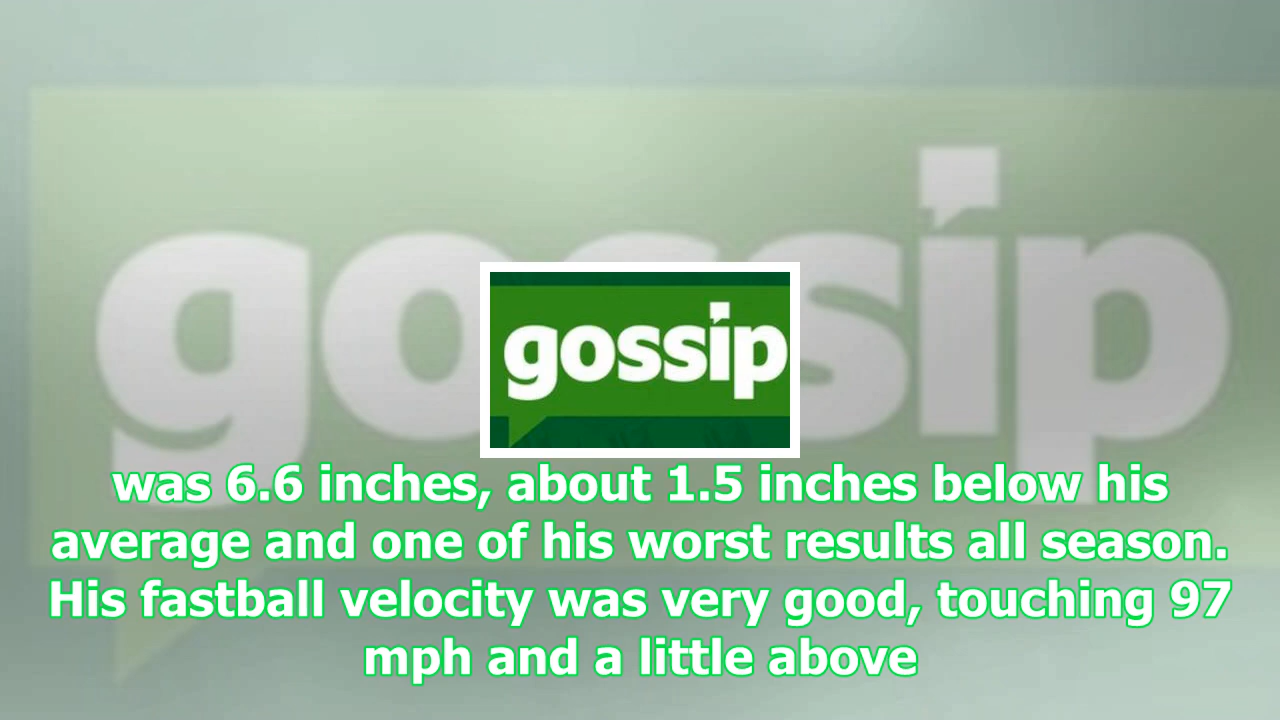 gossip
gossip
was 6.6 inches, about 1.5 inches below his
average and one of his worst results all season.
His fastball velocity was very good, touching 97
mph and a little above